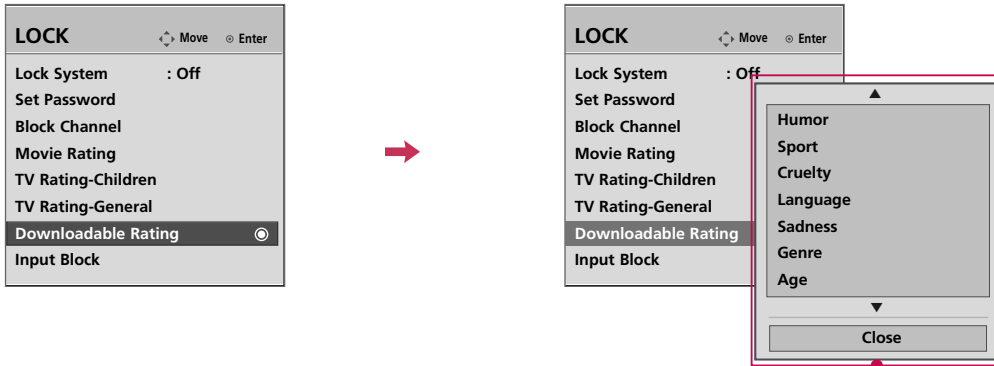 LOCK Move Enter
Lock System : Off
Set Password
Block Channel
Movie Rating
TV Rating-Children
TV Rating-General
Downloadable Rating
Input Block
LOCK Move Enter
Lock System : Off
Set Password
Block Channel
Movie Rating
TV Rating-Children
TV Rating-General
Downloadable Rating
Input Block
Humor
Sport
Cruelty
Language
Sadness
Genre
Age
Close